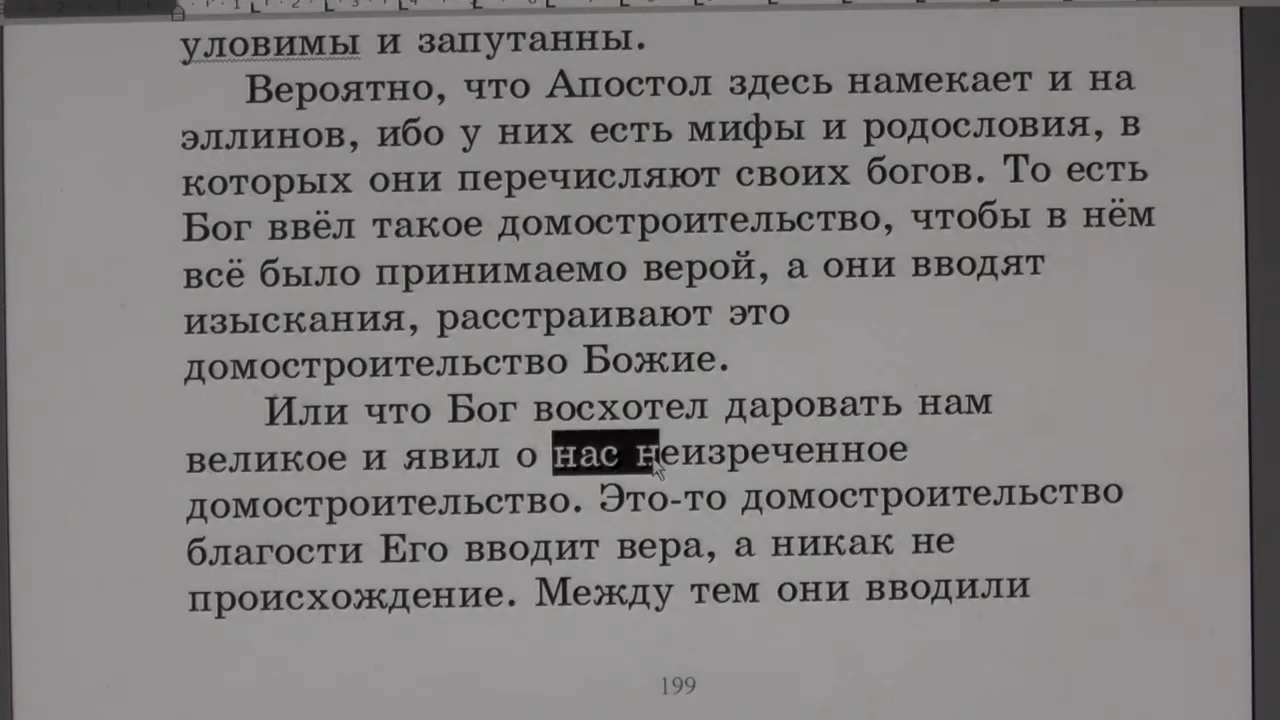 уловимы и запутанны.
Вероятно, что Апостол здесь намекает и на
эллинов, ибо у них есть мифы и родословия, в
которых они перечисляют своих богов. То есть
Бог ввёл такое домостроительство, чтобы в нём
всё было принимаемо верой, а они вводят
изыскания, расстраивают это
домостроительство Божие.
Или что Бог восхотел даровать нам
великое и явил о нас неизреченное
домостроительство. Это-то домостроительство
благости Его вводит вера, а никак не
происхождение. Между тем они вводили
199